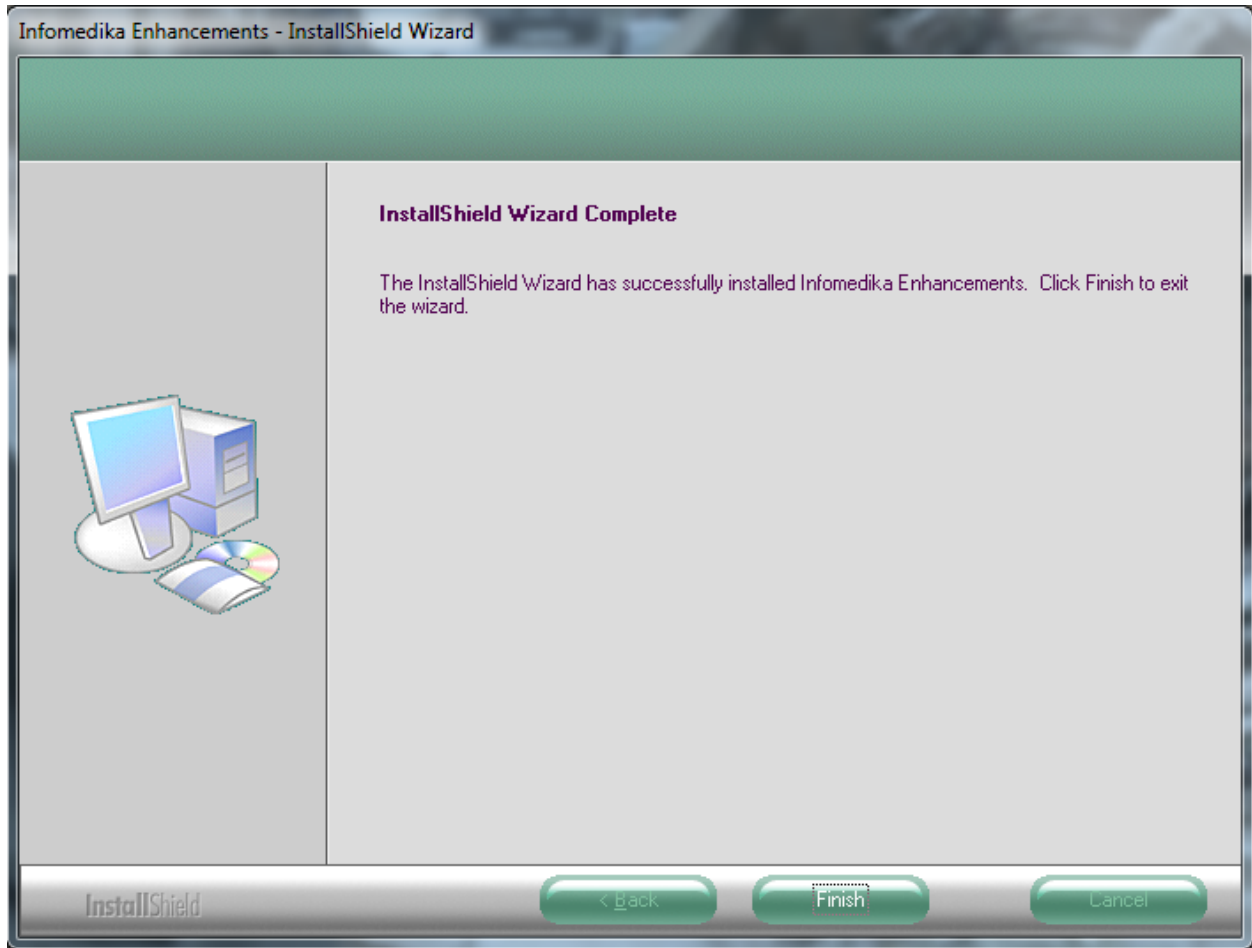 Infomedika Enhancements - InstallShield Wizard
InstallShield Wizard Complete
The InstallShield Wizard has successfully installed Infomedika Enhancements.  Click Finish to exit
the wizard.
InstallShield
< Back
Finish
Cancel